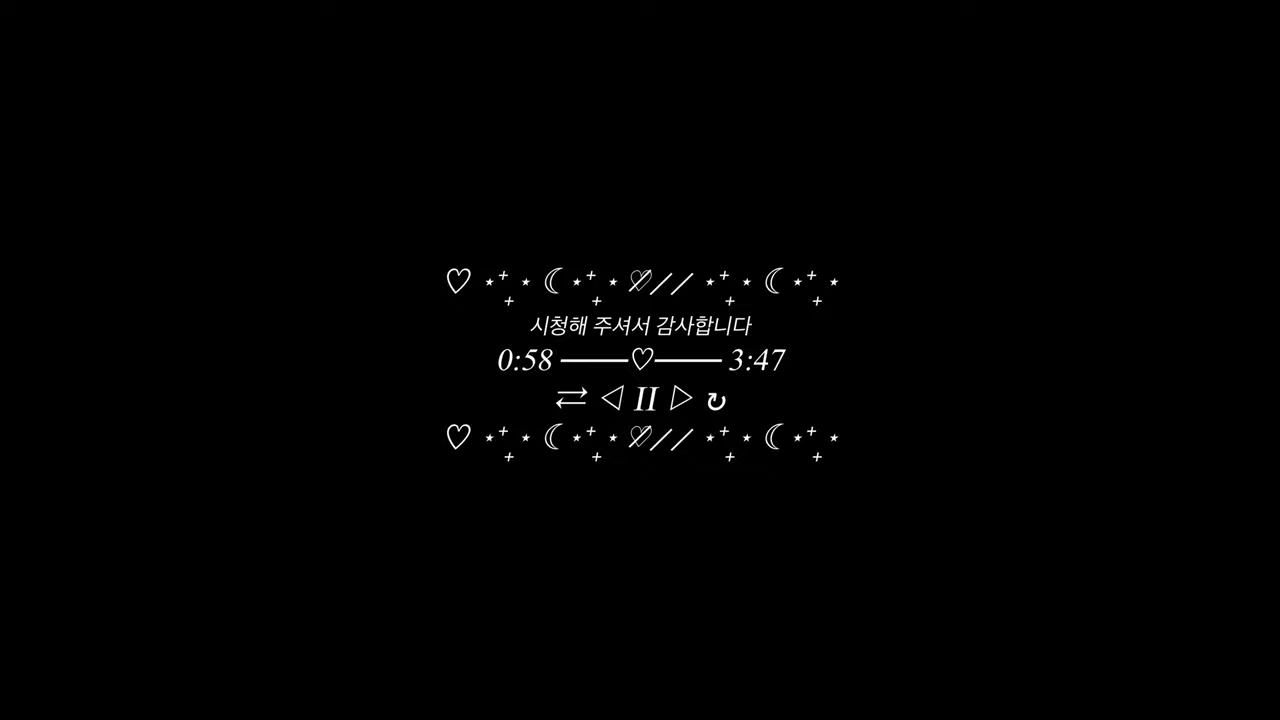 ♡ ⋆⁺₊⋆ ☾⋆⁺₊⋆ ♡̸// ⋆⁺₊⋆ ☾⋆⁺₊⋆
시청해 주셔서 감사합니다
0:58 ———♡——— 3:47
⇄ ◁ II ▷ ↻
♡ ⋆⁺₊⋆ ☾⋆⁺₊⋆ ♡̸// ⋆⁺₊⋆ ☾⋆⁺₊⋆